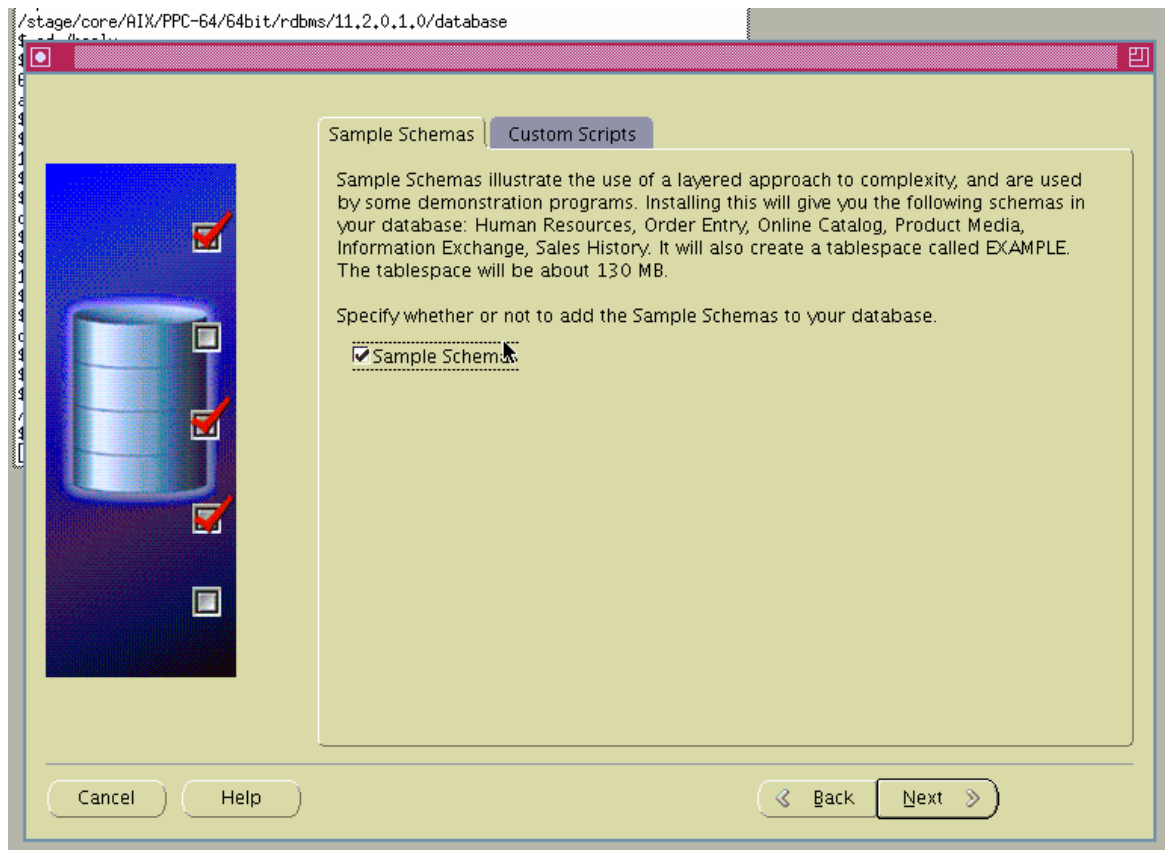 /stage/core/AIX/PPC-64/64bit/rdbms/11.2.0.1.0/database
Sample Schemas
Custom Scripts
Sample Schemas illustrate the use of a layered approach to complexity, and are used
by some demonstration programs. Installing this will give you the following schemas in
your database: Human Resources, Order Entry, Online Catalog, Product Media,
Information Exchange, Sales History. It will also create a tablespace called EXAMPLE.
The tablespace will be about 130 MB.
Specify whether or not to add the Sample Schemas to your database.
Sample Schemas
Cancel
Help
Back
Next